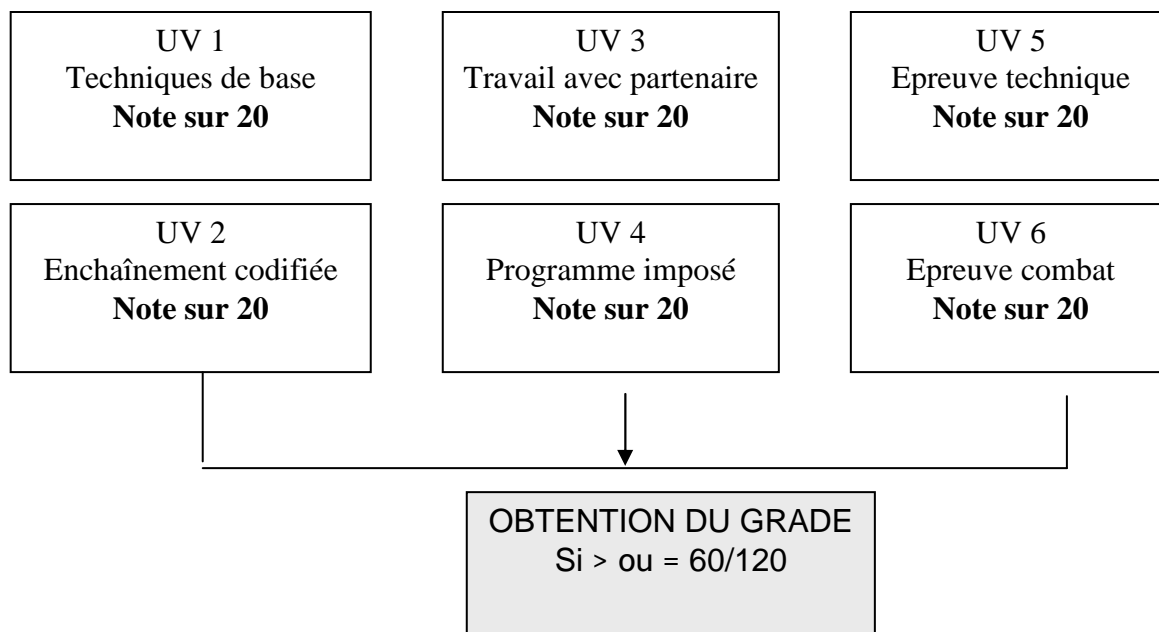 UV 1
Techniques de base
Note sur 20
UV 3
Travail avec partenaire
Note sur 20
UV 5
Epreuve technique
Note sur 20
UV 2
Enchaînement codifiée
Note sur 20
UV 4
Programme imposé
Note sur 20
UV 6
Epreuve combat
Note sur 20
OBTENTION DU GRADE
Si > ou = 60/120